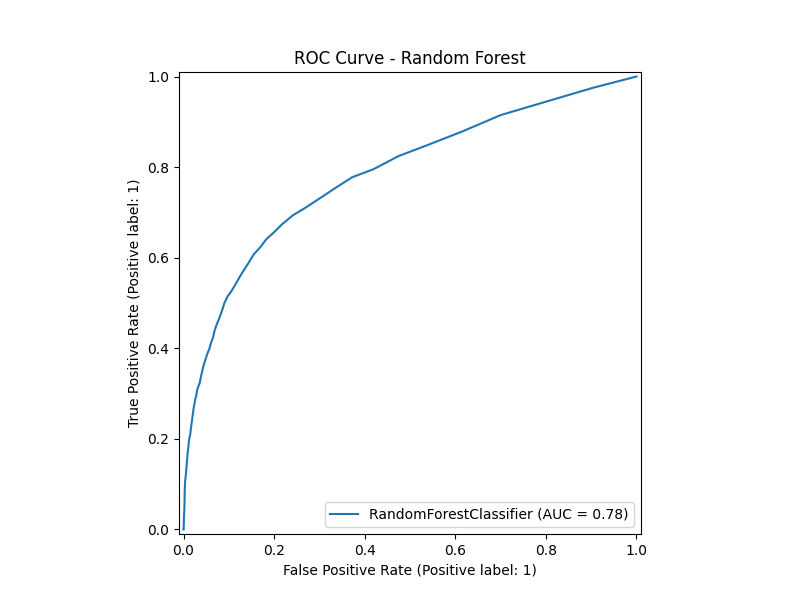 ROC Curve - Random Forest
1.0
0.8
0.6
0.4
0.2
0.0
True Positive Rate (Positive label: 1)
RandomForestClassifier (AUC = 0.78)
0.0 0.2 0.4 0.6 0.8 1.0
False Positive Rate (Positive label: 1)